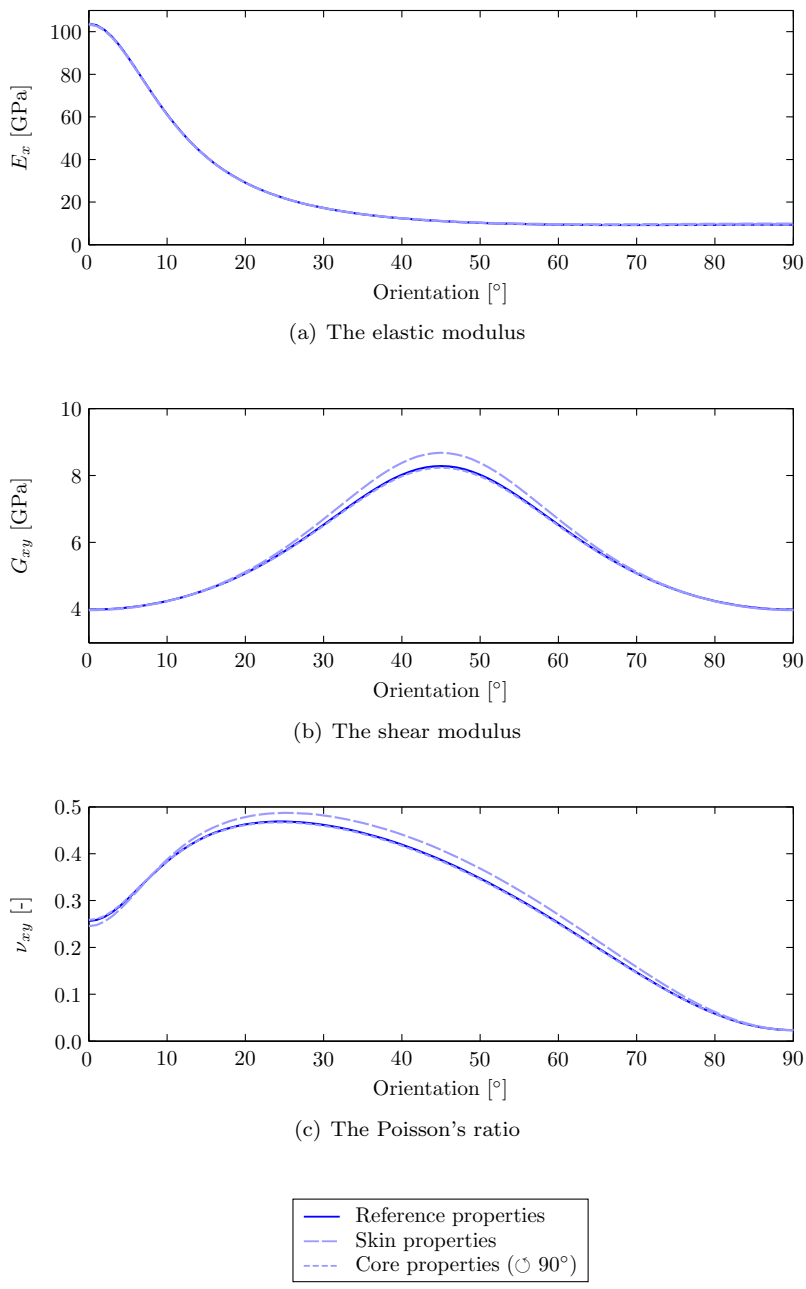 100
80
60
40
20
0
E_x [GPa]
0 10 20 30 40 50 60 70 80 90
Orientation [°]
(a) The elastic modulus
10
8
6
4
G_xy [GPa]
0 10 20 30 40 50 60 70 80 90
Orientation [°]
(b) The shear modulus
0.5
0.4
0.3
0.2
0.1
0.0
ν_xy [-]
0 10 20 30 40 50 60 70 80 90
Orientation [°]
(c) The Poisson's ratio
Reference properties
Skin properties
Core properties (↺ 90°)